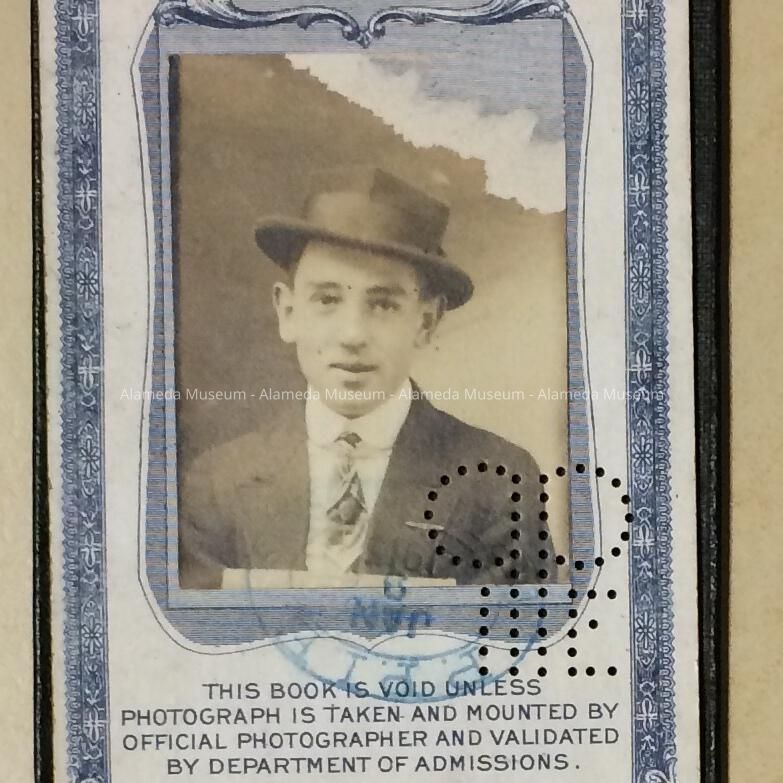 Alameda Museum - Alameda Museum - Alameda Museum - Alameda Museum
JAN
THIS BOOK IS VOID UNLESS
PHOTOGRAPH IS TAKEN AND MOUNTED BY
OFFICIAL PHOTOGRAPHER AND VALIDATED
BY DEPARTMENT OF ADMISSIONS.